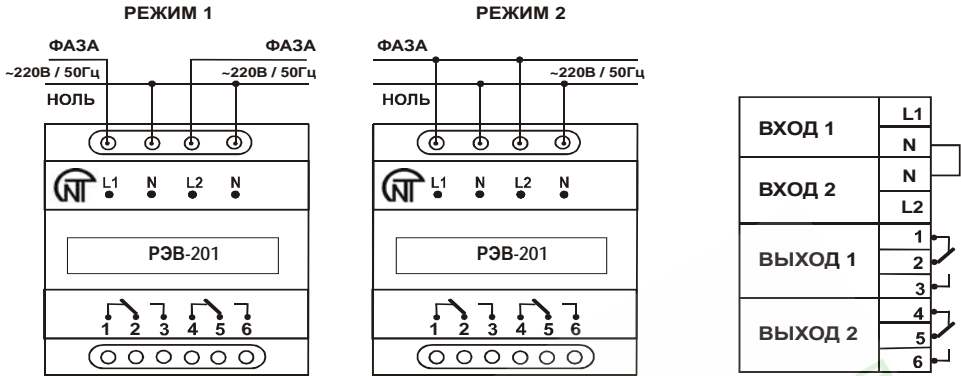 РЕЖИМ 1
ФАЗА
ФАЗА
~220В / 50Гц
~220В / 50Гц
НОЛЬ
L1 N L2 N
РЭВ-201
1 2 3 4 5 6
РЕЖИМ 2
ФАЗА
~220В / 50Гц
НОЛЬ
L1 N L2 N
РЭВ-201
1 2 3 4 5 6
ВХОД 1
L1
N
ВХОД 2
N
L2
ВЫХОД 1
1
2
3
ВЫХОД 2
4
5
6